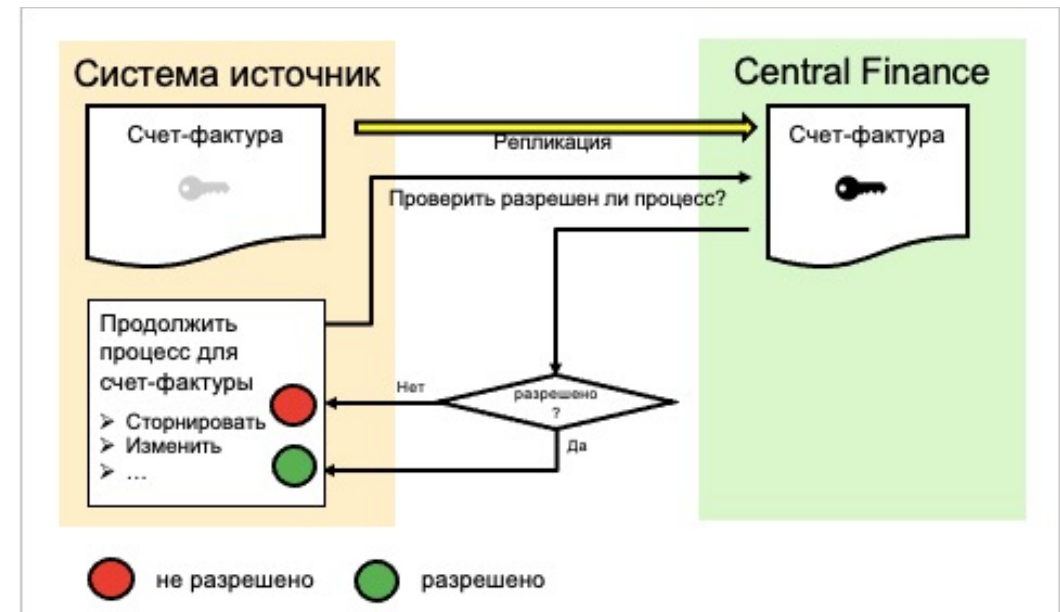 Система источник
Central Finance
Счет-фактура
Репликация
Счет-фактура
Проверить разрешен ли процесс?
Продолжить
процесс для
счет-фактуры
➢ Сторнировать
➢ Изменить
➢ ...
Нет
разрешено
?
Да
не разрешено
разрешено